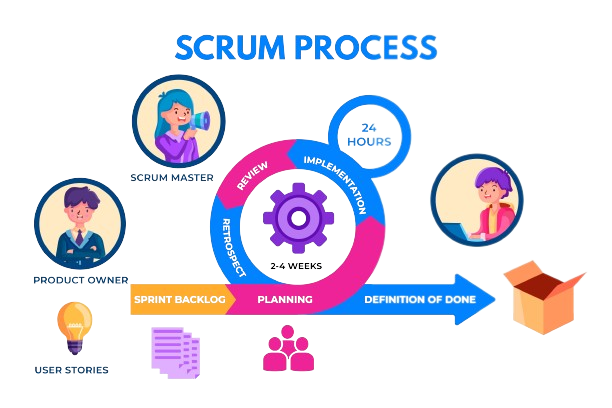 SCRUM PROCESS
SCRUM MASTER
24
HOURS
REVIEW
IMPLEMENTATION
RETROSPECT
2-4 WEEKS
PRODUCT OWNER
SPRINT BACKLOG
PLANNING
DEFINITION OF DONE
USER STORIES